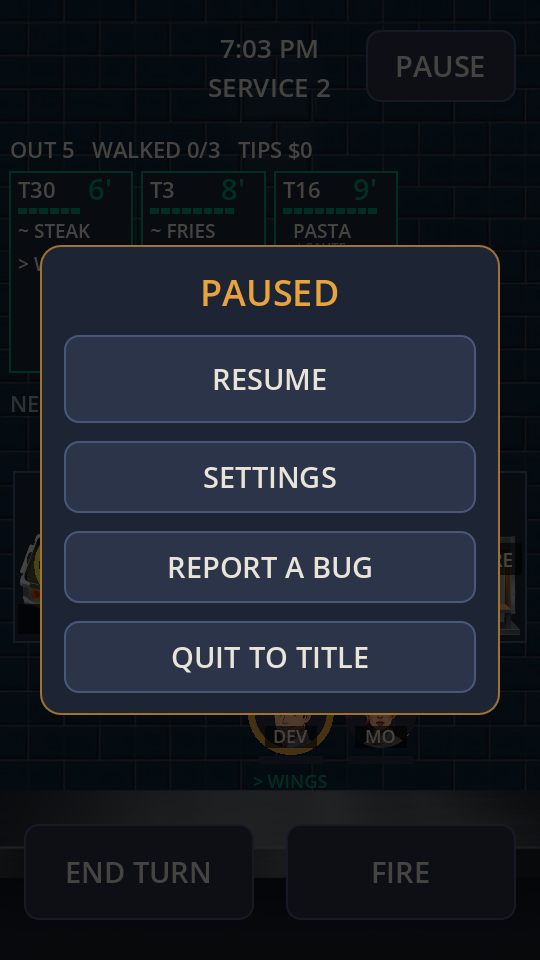 7:03 PM
SERVICE 2
PAUSE
OUT 5 WALKED 0/3 TIPS $0
T30 6'
~ STEAK
T3 8'
~ FRIES
T16 9'
PASTA
PAUSED
RESUME
SETTINGS
REPORT A BUG
QUIT TO TITLE
DEV
MO
> WINGS
END TURN
FIRE